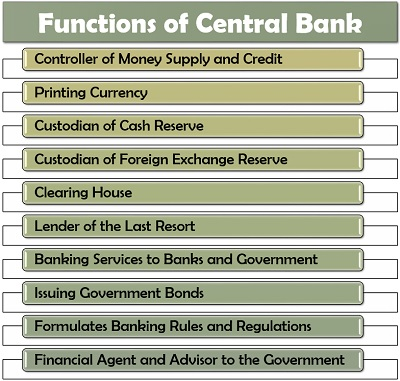 Functions of Central Bank
Controller of Money Supply and Credit
Printing Currency
Custodian of Cash Reserve
Custodian of Foreign Exchange Reserve
Clearing House
Lender of the Last Resort
Banking Services to Banks and Government
Issuing Government Bonds
Formulates Banking Rules and Regulations
Financial Agent and Advisor to the Government